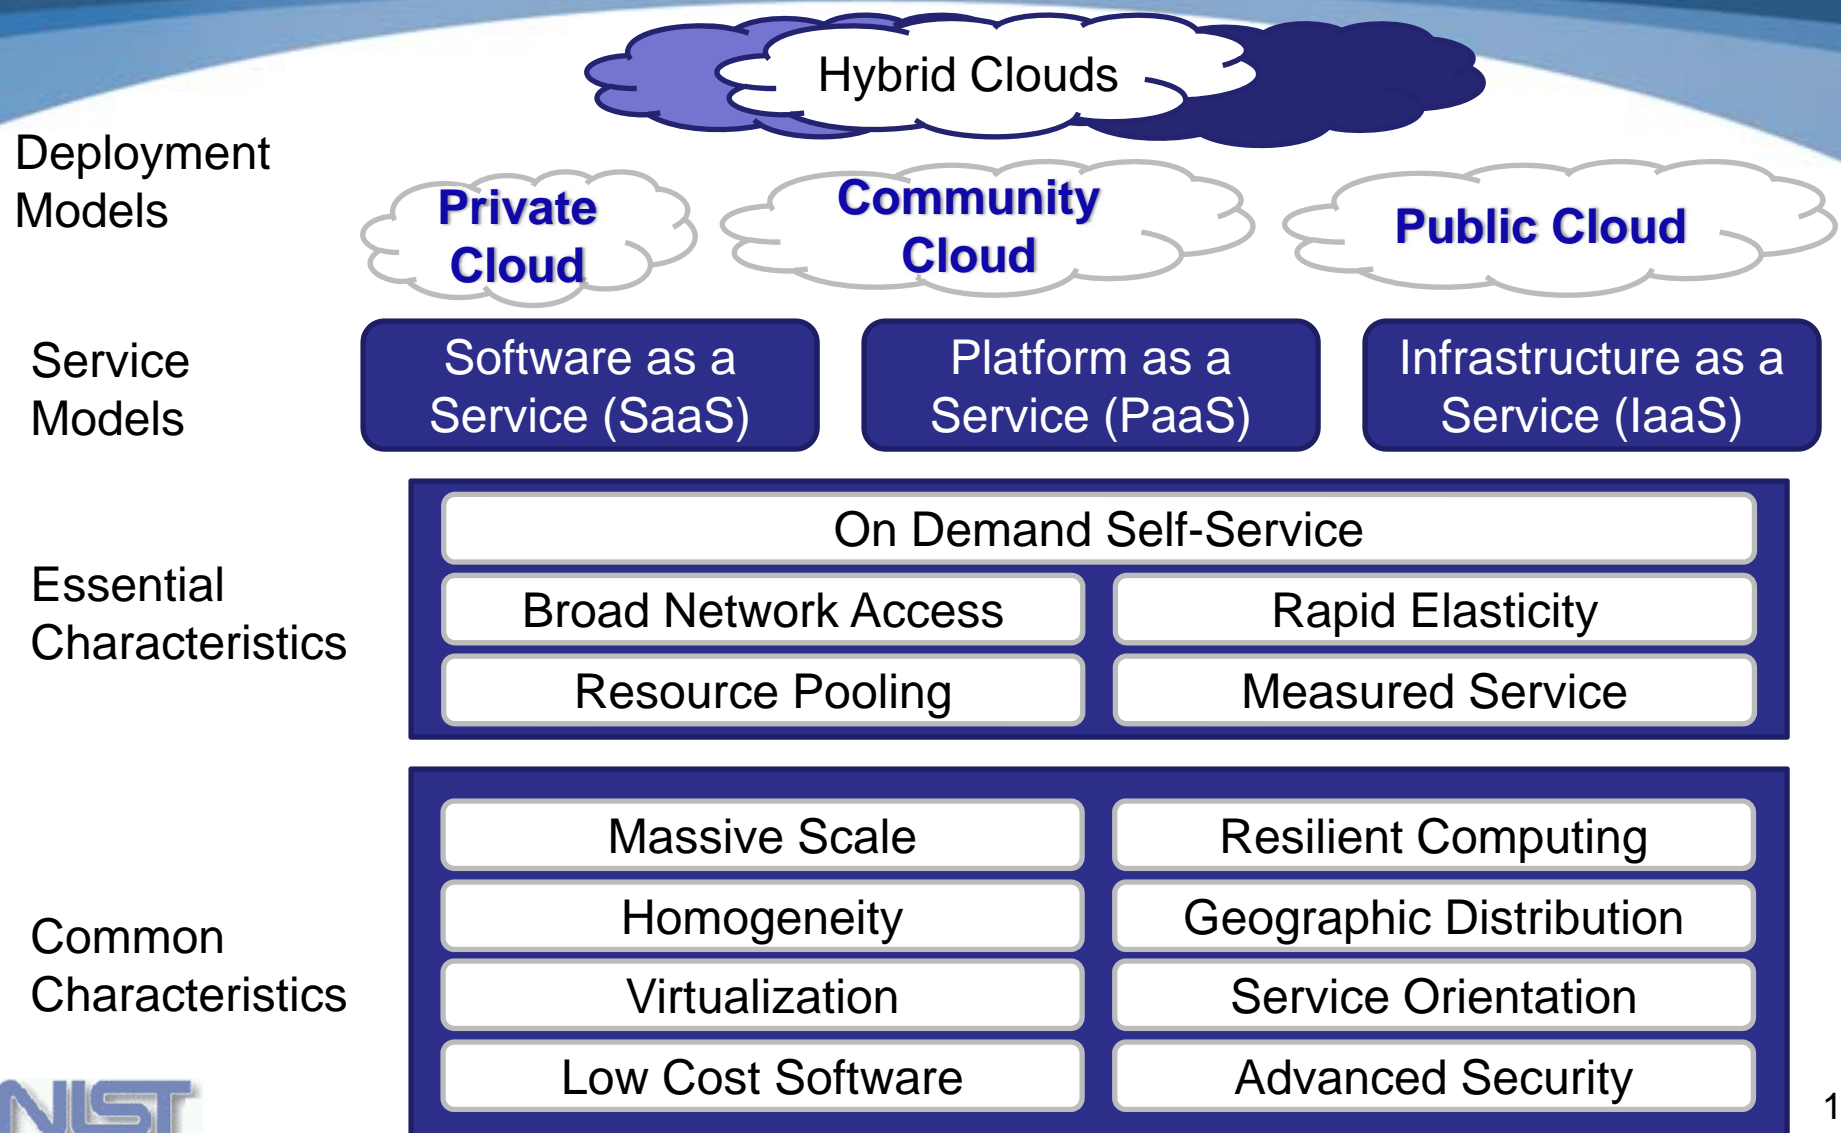 Hybrid Clouds
Deployment
Models
Private
Cloud
Community
Cloud
Public Cloud
Service
Models
Software as a
Service (SaaS)
Platform as a
Service (PaaS)
Infrastructure as a
Service (IaaS)
Essential
Characteristics
On Demand Self-Service
Broad Network Access
Rapid Elasticity
Resource Pooling
Measured Service
Common
Characteristics
Massive Scale
Resilient Computing
Homogeneity
Geographic Distribution
Virtualization
Service Orientation
Low Cost Software
Advanced Security
NIST
1